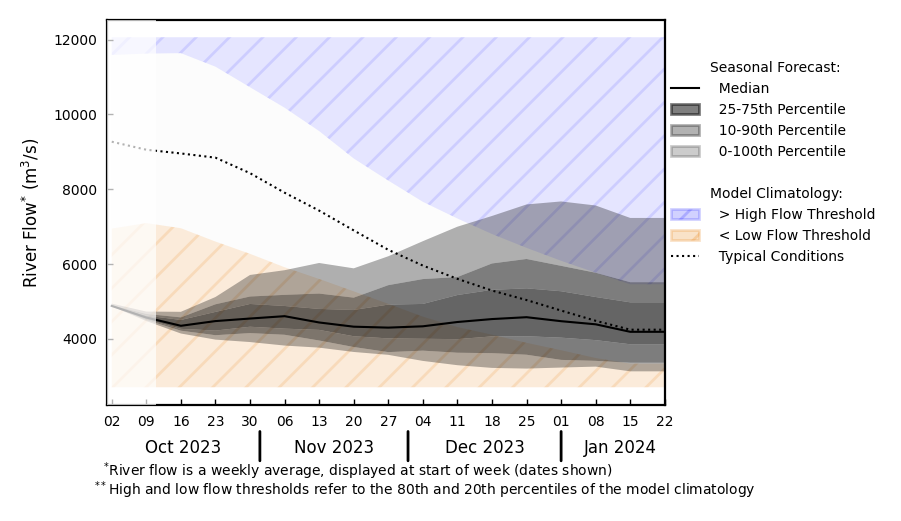 12000
10000
8000
6000
4000
River Flow* (m³/s)
02 09 16 23 30 06 13 20 27 04 11 18 25 01 08 15 22
Oct 2023 Nov 2023 Dec 2023 Jan 2024
*River flow is a weekly average, displayed at start of week (dates shown)
**High and low flow thresholds refer to the 80th and 20th percentiles of the model climatology
Seasonal Forecast:
Median
25-75th Percentile
10-90th Percentile
0-100th Percentile
Model Climatology:
> High Flow Threshold
< Low Flow Threshold
Typical Conditions